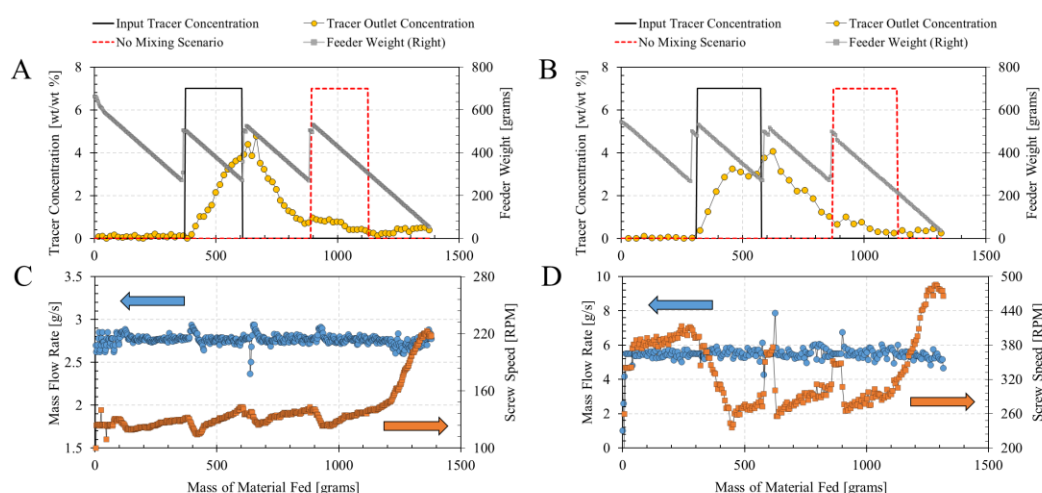 Input Tracer Concentration Tracer Outlet Concentration
No Mixing Scenario Feeder Weight (Right)
A
Tracer Concentration [wt/wt %]
8
6
4
2
0
800
600
400
200
0
Feeder Weight [grams]
0 500 1000 1500
Input Tracer Concentration Tracer Outlet Concentration
No Mixing Scenario Feeder Weight (Right)
B
Tracer Concentration [wt/wt %]
8
6
4
2
0
800
600
400
200
0
Feeder Weight [grams]
0 500 1000 1500
C
Mass Flow Rate [g/s]
3.5
3
2.5
2
1.5
280
220
160
100
Screw Speed [RPM]
0 500 1000 1500
Mass of Material Fed [grams]
D
Mass Flow Rate [g/s]
10
8
6
4
2
0
500
440
380
320
260
200
Screw Speed [RPM]
0 500 1000 1500
Mass of Material Fed [grams]